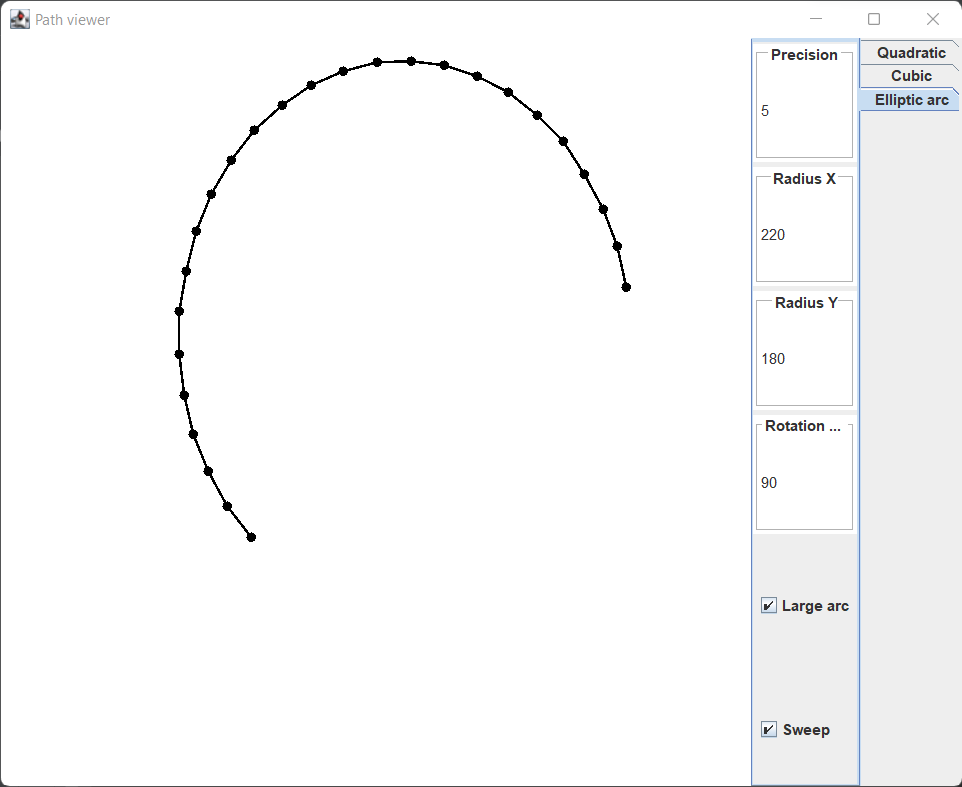 Path viewer
Precision
5
Radius X
220
Radius Y
180
Rotation ...
90
Large arc
Sweep
Quadratic
Cubic
Elliptic arc